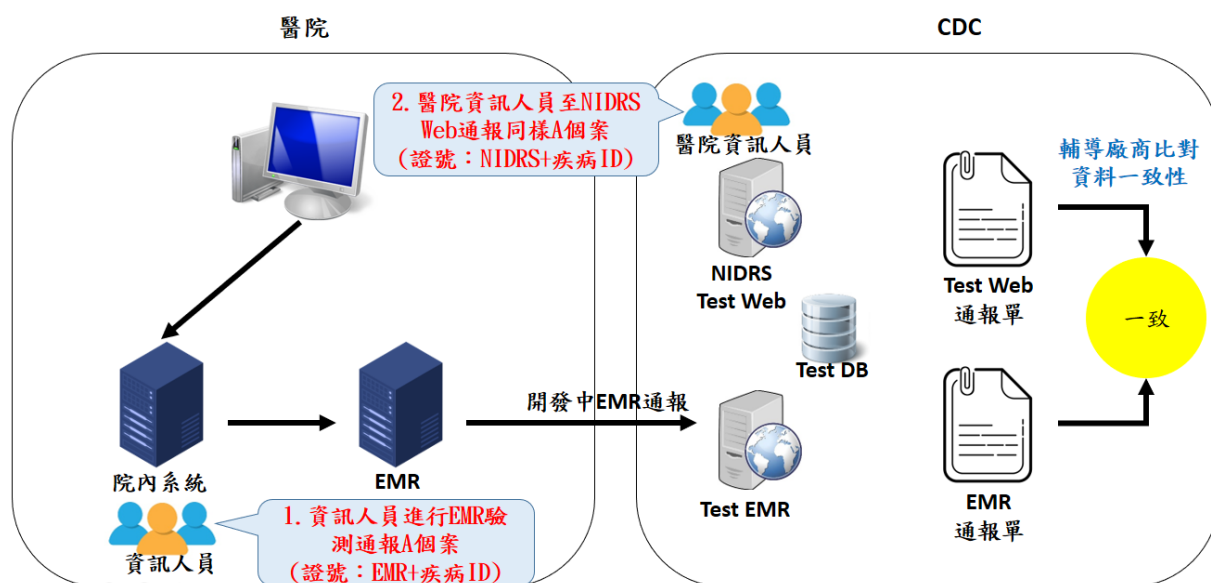 醫院
CDC
2.醫院資訊人員至NIDRS
Web通報同樣A個案
(證號：NIDRS+疾病ID)
醫院資訊人員
輔導廠商比對
資料一致性
NIDRS
Test Web
Test Web
通報單
一致
Test DB
開發中EMR通報
院內系統
EMR
Test EMR
EMR
通報單
1.資訊人員進行EMR驗
測通報A個案
(證號：EMR+疾病ID)
資訊人員